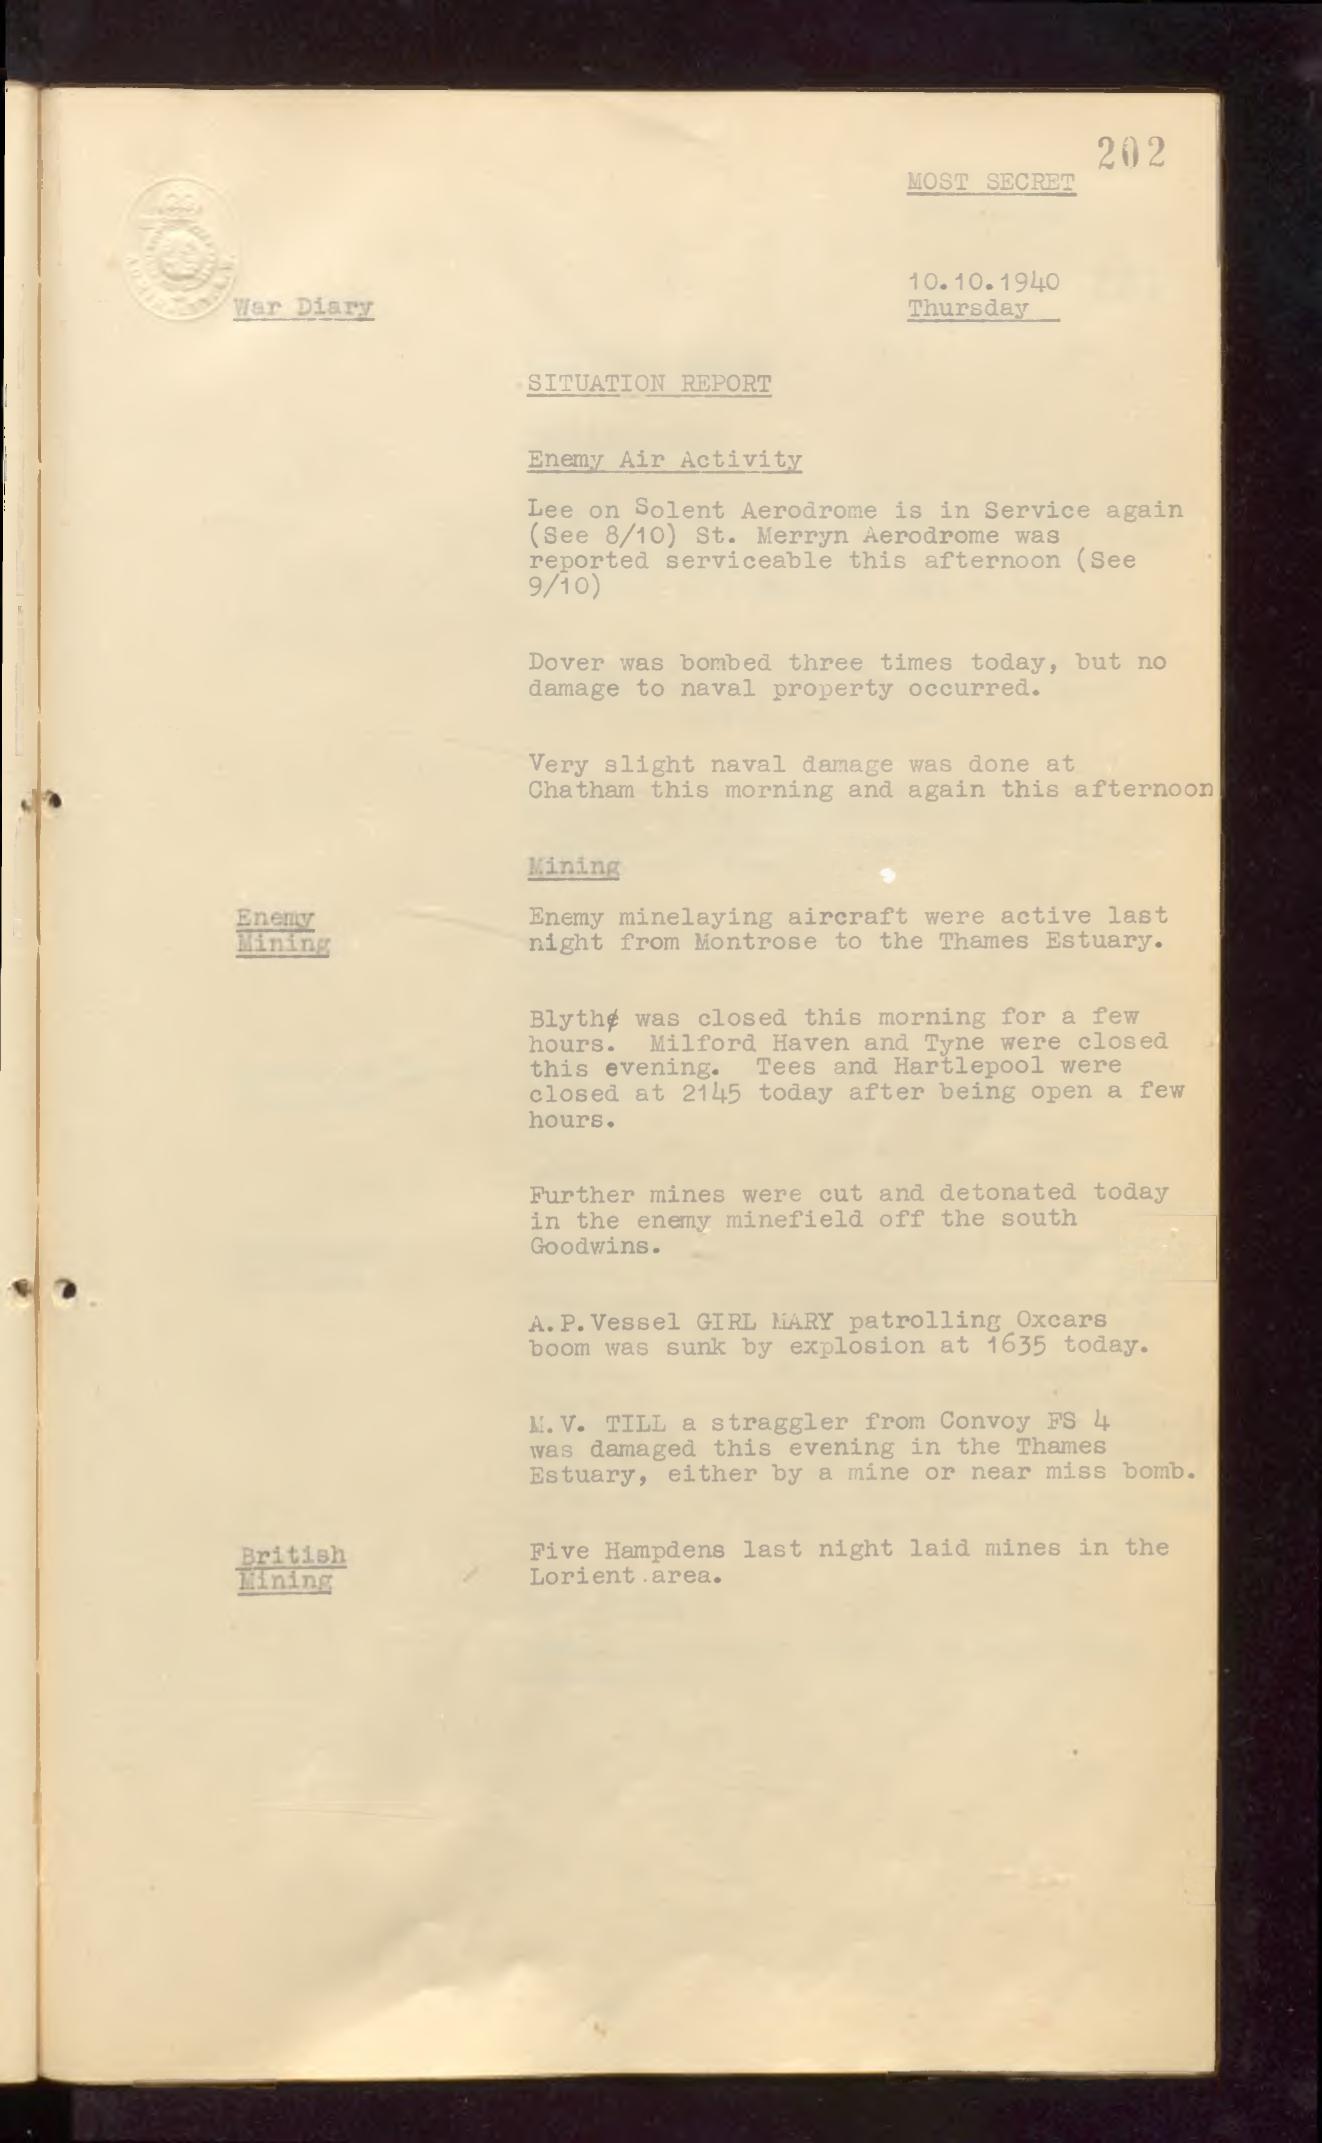 202
MOST SECRET
10.10.1940
Thursday
War Diary
SITUATION REPORT
Enemy Air Activity
Lee on Solent Aerodrome is in Service again
(See 8/10) St. Merryn Aerodrome was
reported serviceable this afternoon (See
9/10)
Dover was bombed three times today, but no
damage to naval property occurred.
Very slight naval damage was done at
Chatham this morning and again this afternoon
Mining
Enemy
Mining
Enemy minelaying aircraft were active last
night from Montrose to the Thames Estuary.
Blyth was closed this morning for a few
hours. Milford Haven and Tyne were closed
this evening. Tees and Hartlepool were
closed at 2145 today after being open a few
hours.
Further mines were cut and detonated today
in the enemy minefield off the south
Goodwins.
A.P.Vessel GIRL MARY patrolling Oxcars
boom was sunk by explosion at 1635 today.
M.V. TILL a straggler from Convoy FS 4
was damaged this evening in the Thames
Estuary, either by a mine or near miss bomb.
British
Mining
Five Hampdens last night laid mines in the
Lorient area.